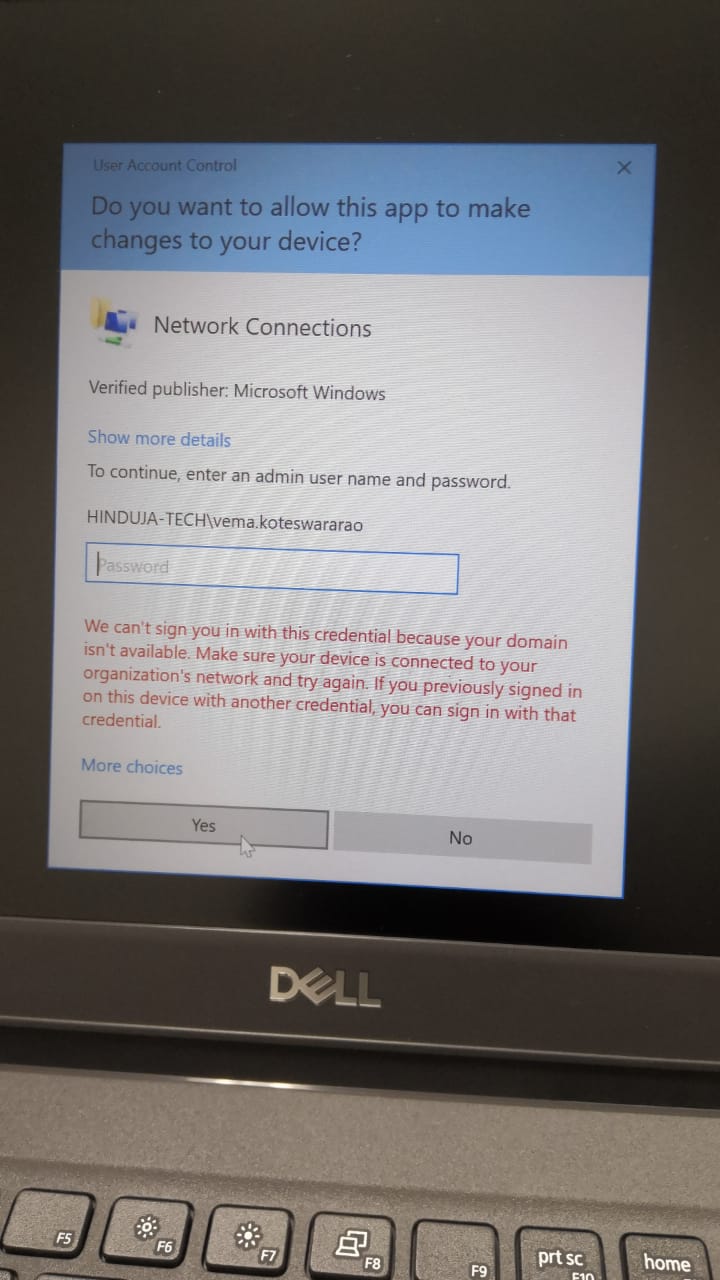 User Account Control
Do you want to allow this app to make
changes to your device?
Network Connections
Verified publisher: Microsoft Windows
Show more details
To continue, enter an admin user name and password.
HINDUJA-TECH\vema.koteswararao
Password
We can't sign you in with this credential because your domain
isn't available. Make sure your device is connected to your
organization's network and try again. If you previously signed in
on this device with another credential, you can sign in with that
credential.
More choices
Yes
No
DELL
F5
F6
F7
F8
F9
prt sc
F10
home